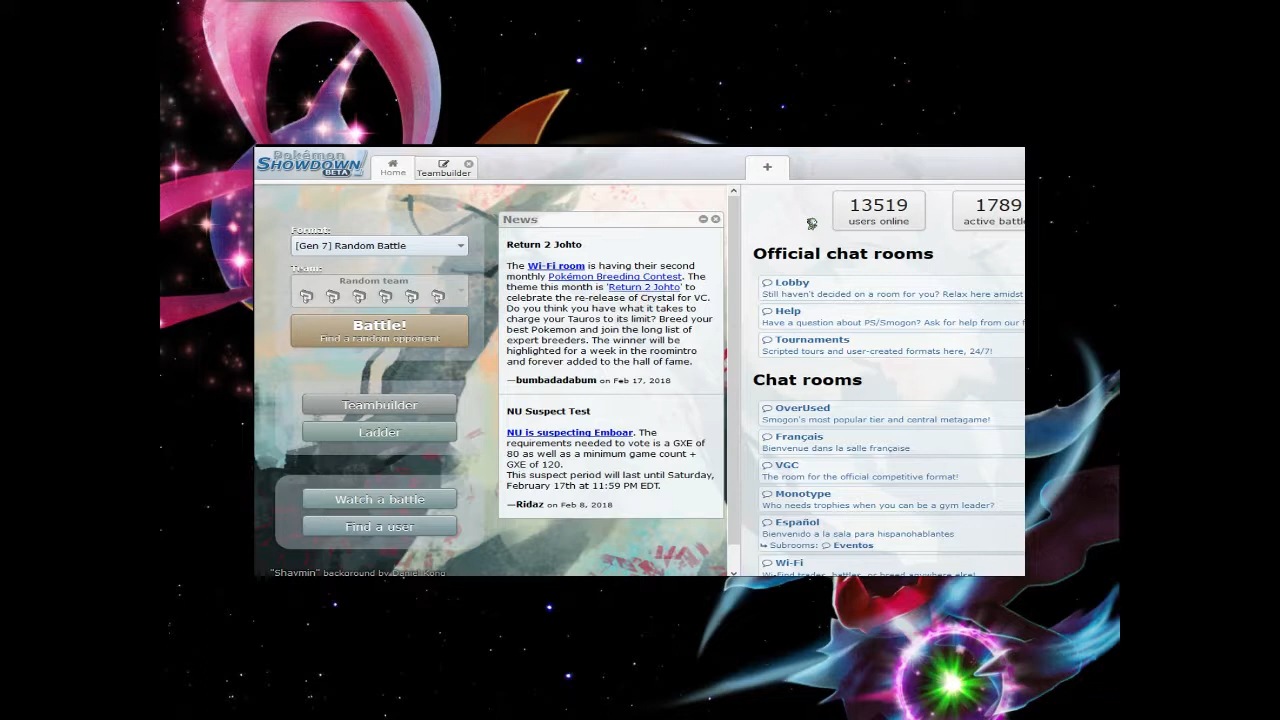 Pokémon
SHOWDOWN
BETA
Home
Teambuilder
+
Format:
[Gen 7] Random Battle
Team:
Random team
Battle!
Find a random opponent
Teambuilder
Ladder
Watch a battle
Find a user
"Shaymin" background by Daniel Kong
News
Return 2 Johto
The Wi-Fi room is having their second
monthly Pokémon Breeding Contest. The
theme this month is 'Return 2 Johto' to
celebrate the re-release of Crystal for VC.
Do you think you have what it takes to
charge your Tauros to its limit? Breed your
best Pokemon and join the long list of
expert breeders. The winner will be
highlighted for a week in the roomintro
and forever added to the hall of fame.
—bumbadadabum on Feb 17, 2018
NU Suspect Test
NU is suspecting Emboar. The
requirements needed to vote is a GXE of
80 as well as a minimum game count +
GXE of 120.
This suspect period will last until Saturday,
February 17th at 11:59 PM EDT.
—Ridaz on Feb 8, 2018
13519
users online
1789
active battl
Official chat rooms
Lobby
Still haven't decided on a room for you? Relax here amidst
Help
Have a question about PS/Smogon? Ask for help from our
Tournaments
Scripted tours and user-created formats here, 24/7!
Chat rooms
OverUsed
Smogon's most popular tier and central metagame!
Français
Bienvenue dans la salle française
VGC
The room for the official competitive format!
Monotype
Who needs trophies when you can be a gym leader?
Español
Bienvenido a la sala para hispanohablantes
Subrooms: Eventos
Wi-Fi
Wi-Find trades, battles, or breed anywhere else!